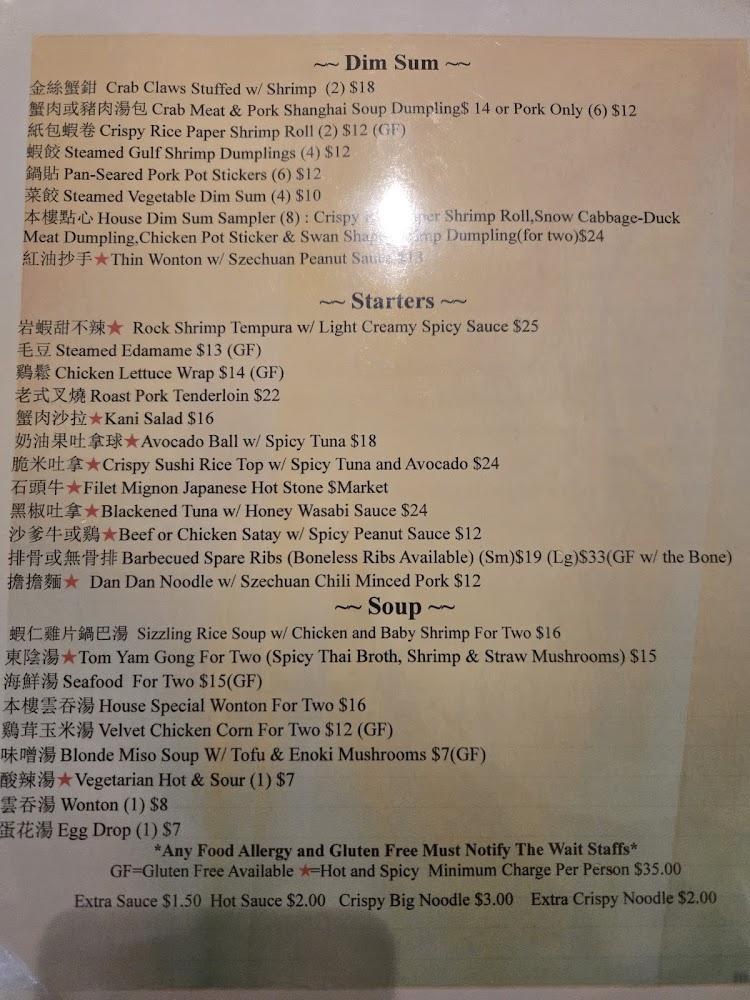 ~~ Dim Sum ~~
金絲蟹鉗 Crab Claws Stuffed w/ Shrimp (2) $18
蟹肉或豬肉湯包 Crab Meat & Pork Shanghai Soup Dumpling$ 14 or Pork Only (6) $12
紙包蝦卷 Crispy Rice Paper Shrimp Roll (2) $12 (GF)
蝦餃 Steamed Gulf Shrimp Dumplings (4) $12
鍋貼 Pan-Seared Pork Pot Stickers (6) $12
菜餃 Steamed Vegetable Dim Sum (4) $10
本樓點心 House Dim Sum Sampler (8) : Crispy Shrimp Roll,Snow Cabbage-Duck
Meat Dumpling,Chicken Pot Sticker & Swan Dumpling(for two)$24
紅油抄手★Thin Wonton w/ Szechuan Peanut Sauce $13
~~ Starters ~~
岩蝦甜不辣★ Rock Shrimp Tempura w/ Light Creamy Spicy Sauce $25
毛豆 Steamed Edamame $13 (GF)
鷄鬆 Chicken Lettuce Wrap $14 (GF)
老式叉燒 Roast Pork Tenderloin $22
蟹肉沙拉★Kani Salad $16
奶油果吐拿球★Avocado Ball w/ Spicy Tuna $18
脆米吐拿★Crispy Sushi Rice Top w/ Spicy Tuna and Avocado $24
石頭牛★Filet Mignon Japanese Hot Stone $Market
黑椒吐拿★Blackened Tuna w/ Honey Wasabi Sauce $24
沙爹牛或鷄★Beef or Chicken Satay w/ Spicy Peanut Sauce $12
排骨或無骨排 Barbecued Spare Ribs (Boneless Ribs Available) (Sm)$19 (Lg)$33(GF w/ the Bone)
擔擔麵★ Dan Dan Noodle w/ Szechuan Chili Minced Pork $12
~~ Soup ~~
蝦仁雞片鍋巴湯 Sizzling Rice Soup w/ Chicken and Baby Shrimp For Two $16
東陰湯★Tom Yam Gong For Two (Spicy Thai Broth, Shrimp & Straw Mushrooms) $15
海鮮湯 Seafood For Two $15(GF)
本樓雲吞湯 House Special Wonton For Two $16
鷄茸玉米湯 Velvet Chicken Corn For Two $12 (GF)
味噌湯 Blonde Miso Soup W/ Tofu & Enoki Mushrooms $7(GF)
酸辣湯★Vegetarian Hot & Sour (1) $7
雲吞湯 Wonton (1) $8
蛋花湯 Egg Drop (1) $7
*Any Food Allergy and Gluten Free Must Notify The Wait Staffs*
GF=Gluten Free Available ★=Hot and Spicy Minimum Charge Per Person $35.00
Extra Sauce $1.50 Hot Sauce $2.00 Crispy Big Noodle $3.00 Extra Crispy Noodle $2.00